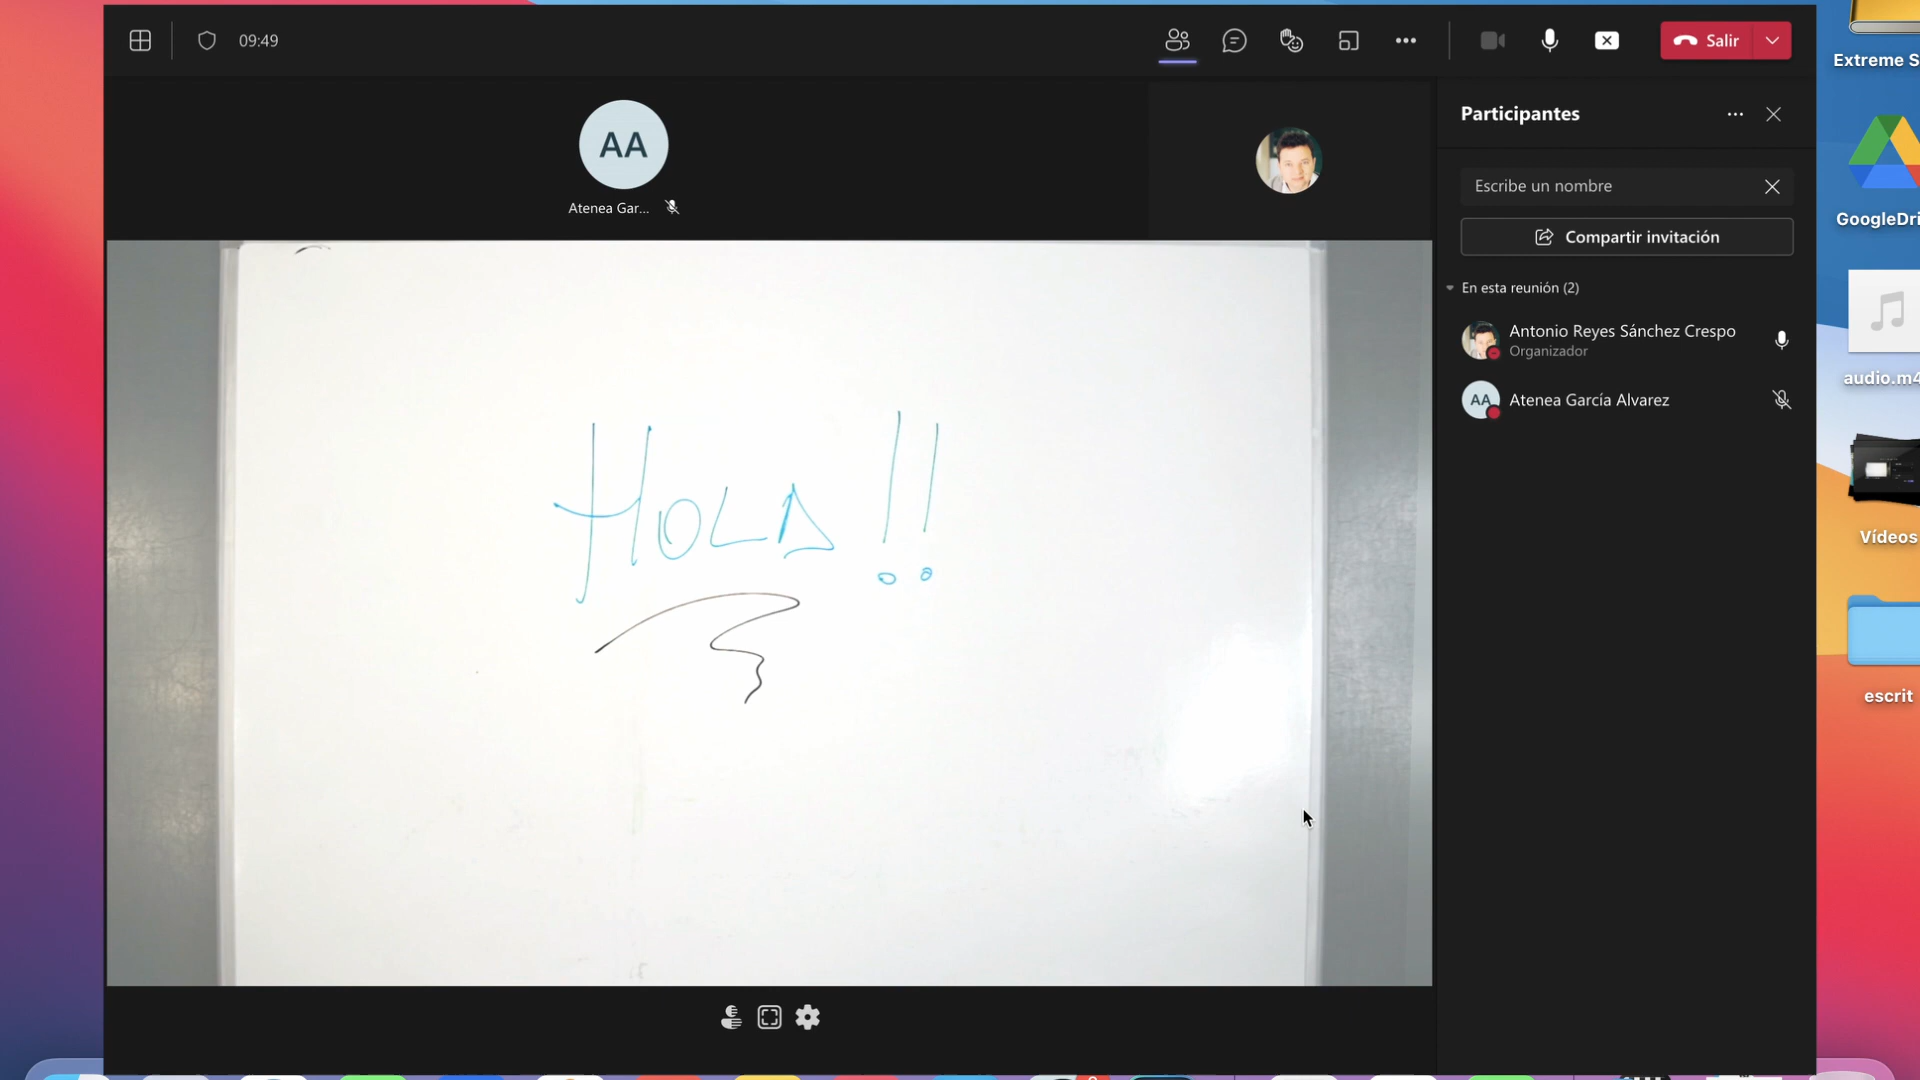 09:49
Salir
AA
Atenea Gar...
HOLA !!
Participantes
Escribe un nombre
Compartir invitación
En esta reunión (2)
Antonio Reyes Sánchez Crespo
Organizador
AA
Atenea García Alvarez
Extreme S
GoogleDri
audio.m4
Vídeos
escrit